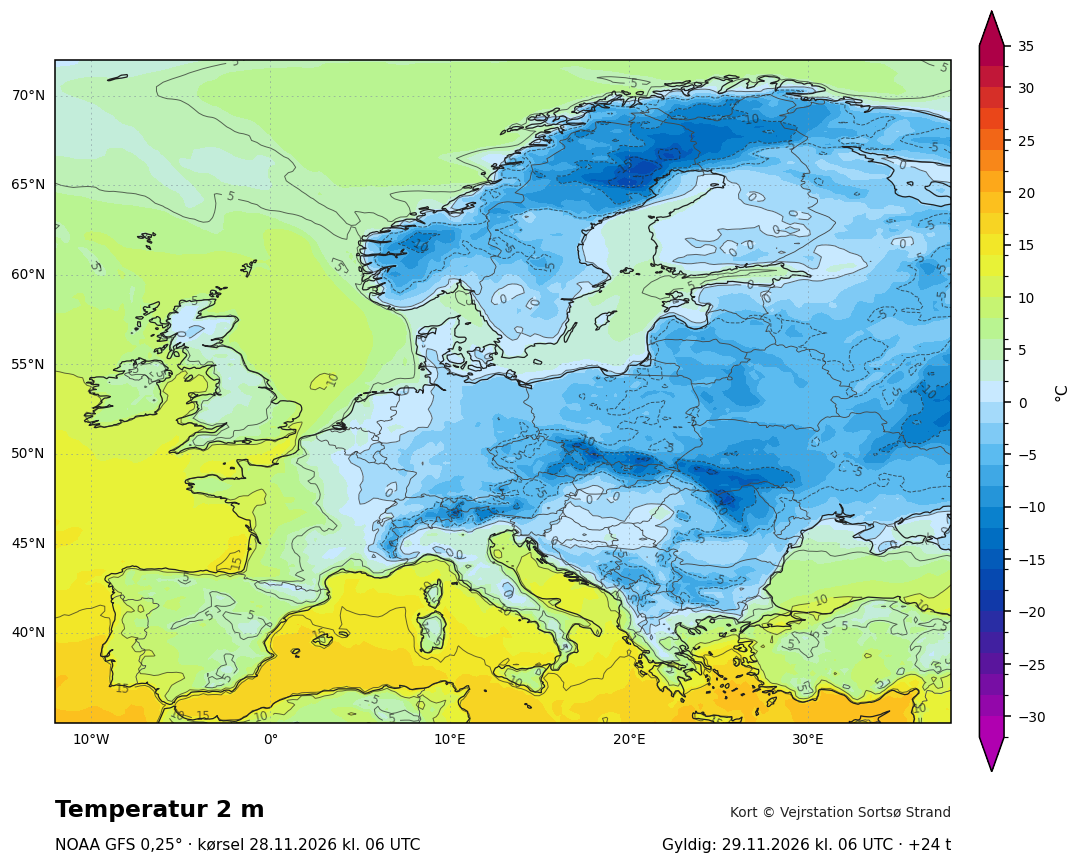 35
30
25
20
15
10
5
0
−5
−10
−15
−20
−25
−30
°C
70°N
65°N
60°N
55°N
50°N
45°N
40°N
10°W
0°
10°E
20°E
30°E
Temperatur 2 m
Kort © Vejrstation Sortsø Strand
NOAA GFS 0,25° · kørsel 28.11.2026 kl. 06 UTC
Gyldig: 29.11.2026 kl. 06 UTC · +24 t